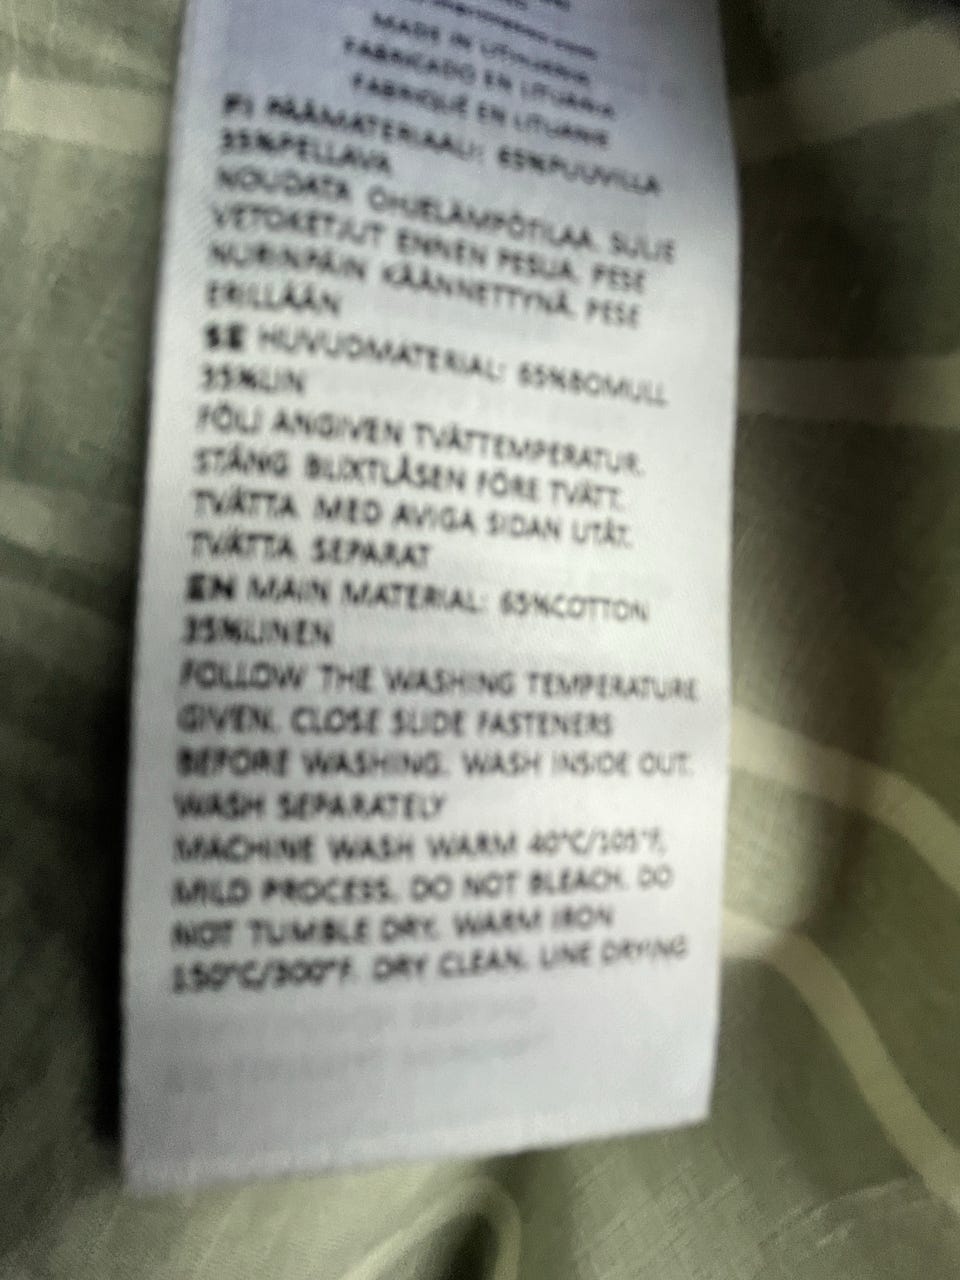 MADE IN LITHUANIA
FABRICADO EN LITUANIA
FABRIQUÉ EN LITUANIE
FI PÄÄMATERIAALI: 65%PUUVILLA
35%PELLAVA
NOUDATA OHJELÄMPÖTILAA. SULJE
VETOKETJUT ENNEN PESUA. PESE
NURINPÄIN KÄÄNNETTYNÄ. PESE
ERILLÄÄN
SE HUVUDMATERIAL: 65%BOMULL
35%LIN
FÖLJ ANGIVEN TVÄTTEMPERATUR.
STÄNG BLIXTLÅSEN FÖRE TVÄTT.
TVÄTTA MED AVIGA SIDAN UTÅT.
TVÄTTA SEPARAT
EN MAIN MATERIAL: 65%COTTON
35%LINEN
FOLLOW THE WASHING TEMPERATURE
GIVEN. CLOSE SLIDE FASTENERS
BEFORE WASHING. WASH INSIDE OUT.
WASH SEPARATELY
MACHINE WASH WARM 40°C/105°F,
MILD PROCESS. DO NOT BLEACH. DO
NOT TUMBLE DRY. WARM IRON
150°C/300°F. DRY CLEAN. LINE DRYING